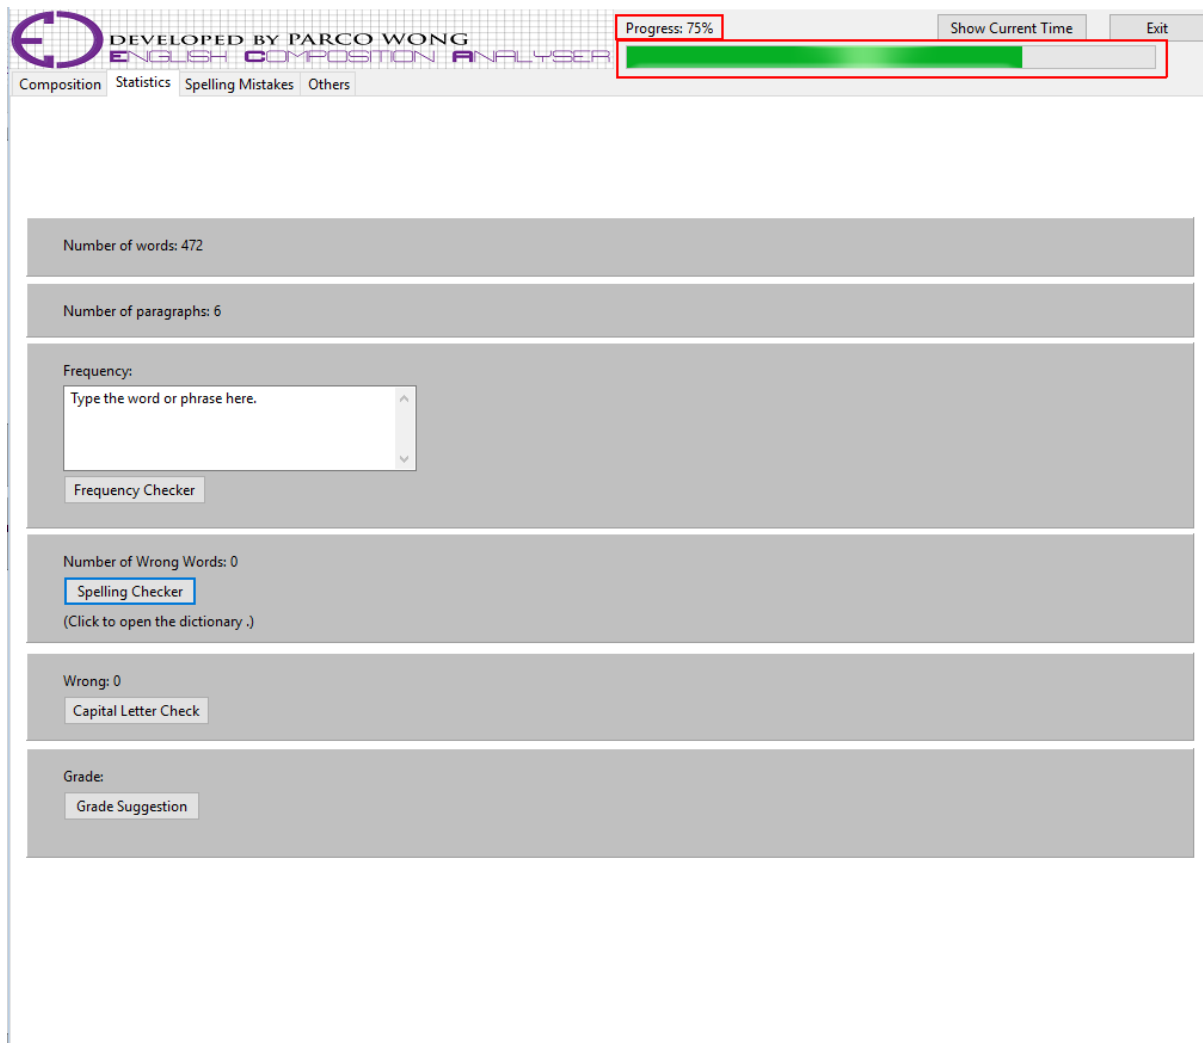 DEVELOPED BY PARCO WONG
ENGLISH COMPOSITION ANALYSER
Progress: 75%
Show Current Time
Exit
Composition
Statistics
Spelling Mistakes
Others
Number of words: 472
Number of paragraphs: 6
Frequency:
Type the word or phrase here.
Frequency Checker
Number of Wrong Words: 0
Spelling Checker
(Click to open the dictionary .)
Wrong: 0
Capital Letter Check
Grade:
Grade Suggestion